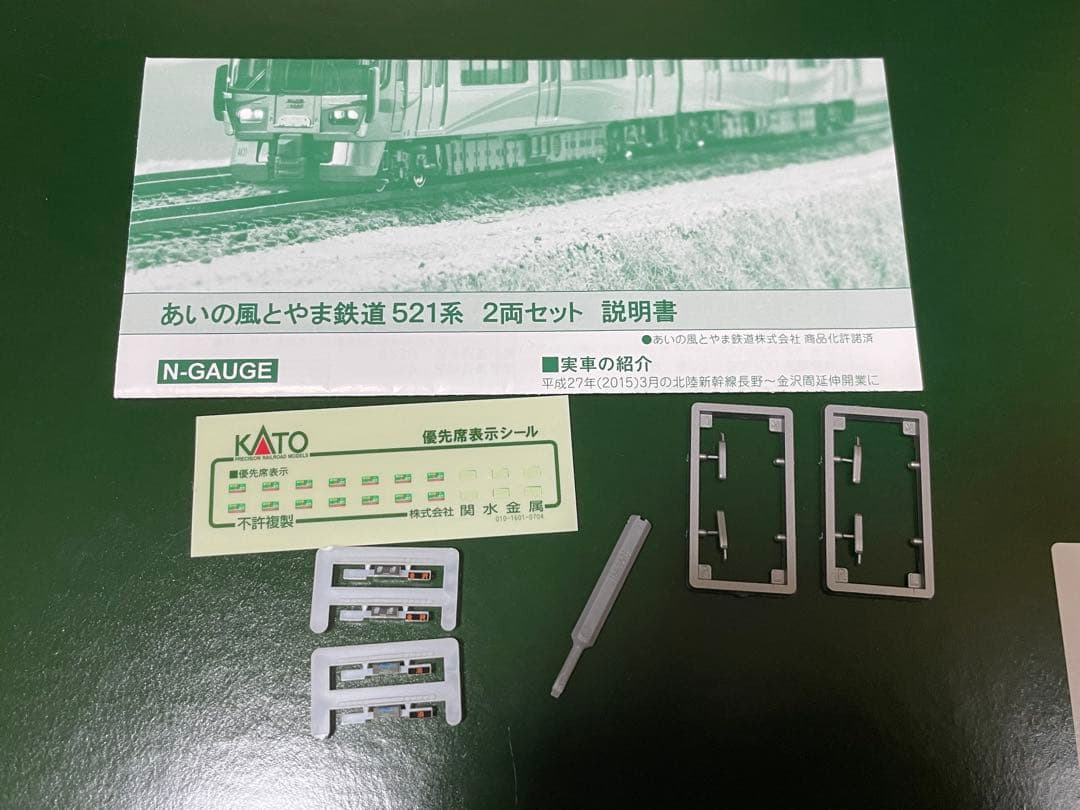 あいの風とやま鉄道 521系 2両セット 説明書
●あいの風とやま鉄道株式会社 商品化許諾済
N-GAUGE
■実車の紹介
平成27年(2015)3月の北陸新幹線長野～金沢間延伸開業に
KATO
PRECISION RAILROAD MODELS
優先席表示シール
■優先席表示
不許複製
株式会社 関水金属
010-1601-0704